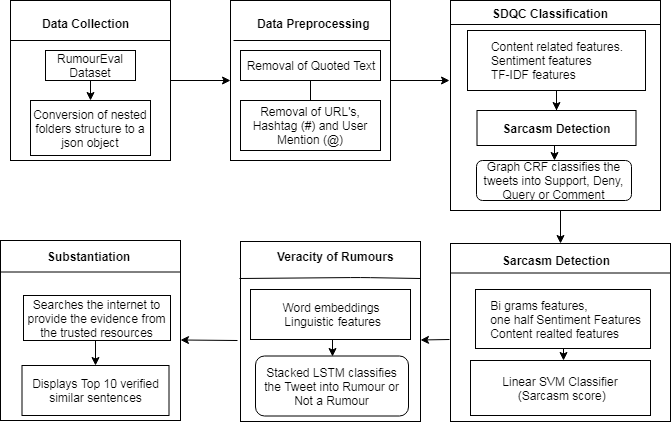 Data Collection
RumourEval
Dataset
Conversion of nested
folders structure to a
json object
Data Preprocessing
Removal of Quoted Text
Removal of URL's,
Hashtag (#) and User
Mention (@)
SDQC Classification
Content related features.
Sentiment features
TF-IDF features
Sarcasm Detection
Graph CRF classifies the
tweets into Support, Deny,
Query or Comment
Substantiation
Searches the internet to
provide the evidence from
the trusted resources
Displays Top 10 verified
similar sentences
Veracity of Rumours
Word embeddings
Linguistic features
Stacked LSTM classifies
the Tweet into Rumour or
Not a Rumour
Sarcasm Detection
Bi grams features,
one half Sentiment Features
Content realted features
Linear SVM Classifier
(Sarcasm score)